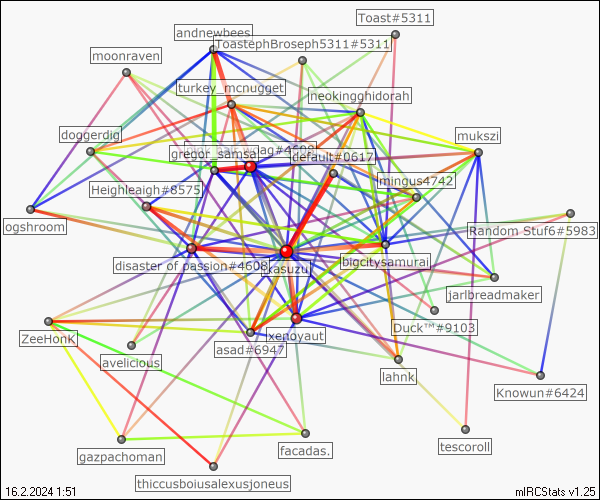 Toast#5311
andnewbees
ToastephBroseph5311#5311
moonraven
turkey_mcnugget
neokingghidorah
doggerdig
mukszi
gregor_samsa
default#0617
mingus4742
Heighleaigh#8575
ogshroom
Random Stuf6#5983
disaster of passion#4608
kasuzu
bigcitysamurai
jarlbreadmaker
Duck™#9103
xenoyaut
ZeeHonk
asad#6947
avelicious
lahnk
Knowun#6424
facadas.
tescoroll
gazpachoman
thiccusboiusalexusjoneus
16.2.2024 1:51
mIRCStats v1.25